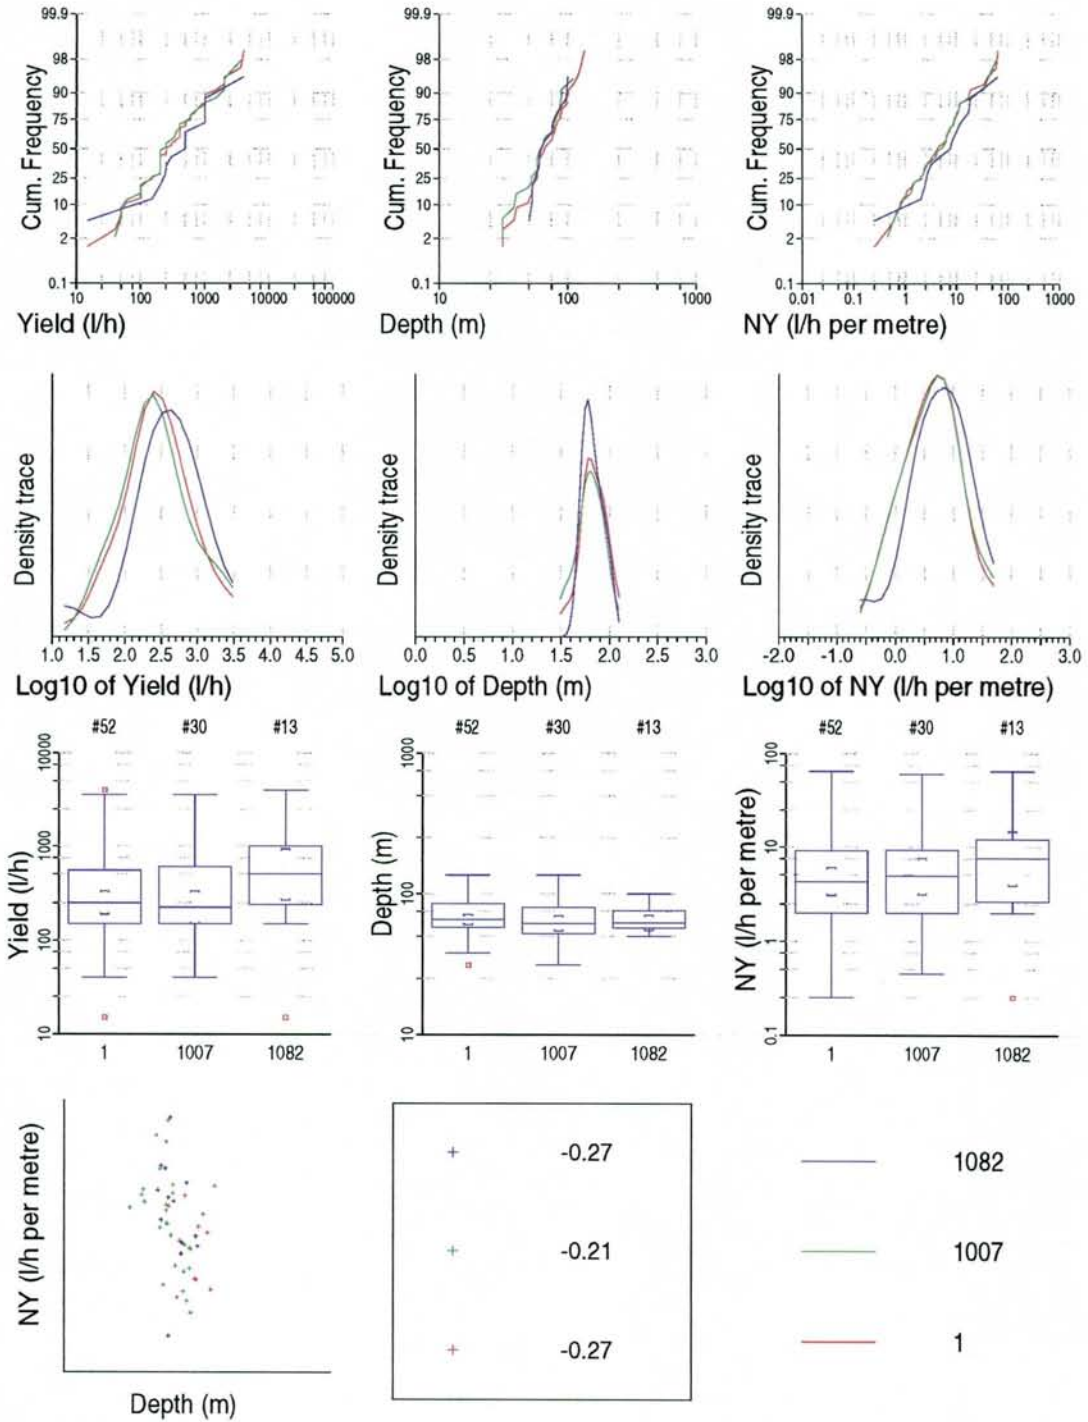 99.9 99.9 99.9
98 98 98
90 90 90
75 75 75
50 50 50
25 25 25
10 10 10
2 2 2
0.1 0.1 0.1
Cum. Frequency Cum. Frequency Cum. Frequency
10 100 1000 10000 100000 10 100 1000 0.01 0.1 1 10 100 1000
Yield (l/h) Depth (m) NY (l/h per metre)
Density trace Density trace Density trace
1.0 1.5 2.0 2.5 3.0 3.5 4.0 4.5 5.0 0.0 0.5 1.0 1.5 2.0 2.5 3.0 -2.0 -1.0 0.0 1.0 2.0 3.0
Log10 of Yield (l/h) Log10 of Depth (m) Log10 of NY (l/h per metre)
#52 #30 #13 #52 #30 #13 #52 #30 #13
10000 1000 100
1000 100 10
100 10 1
10 0.1
Yield (l/h) Depth (m) NY (l/h per metre)
1 1007 1082 1 1007 1082 1 1007 1082
NY (l/h per metre)
Depth (m)
-0.27 1082
-0.21 1007
-0.27 1